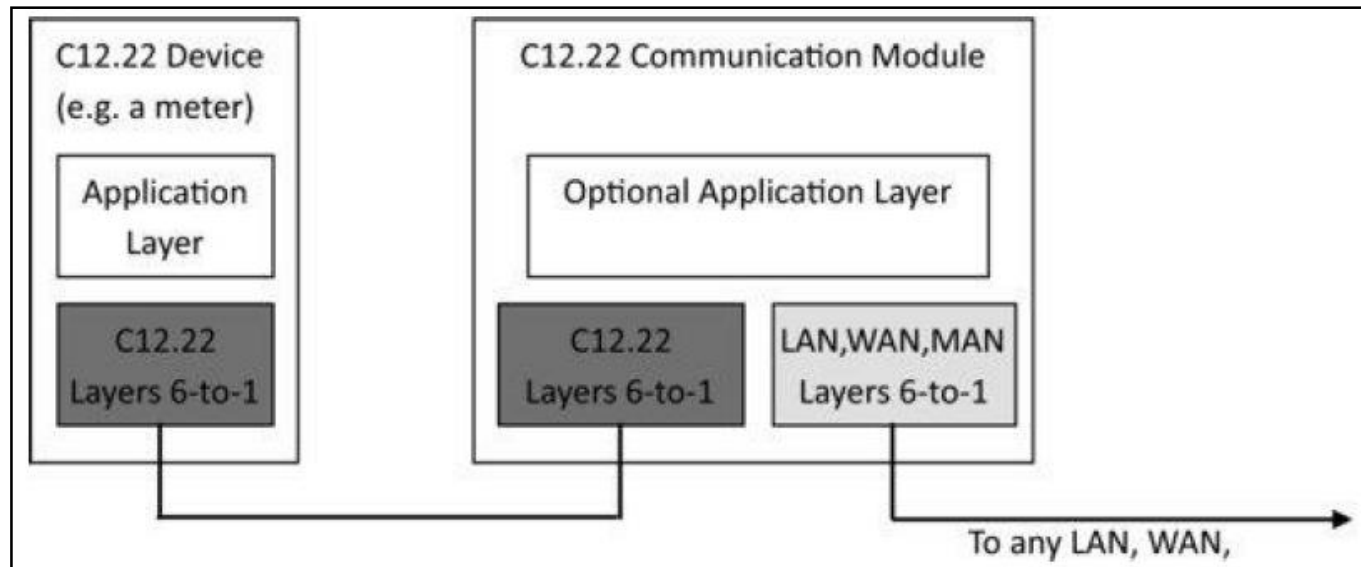 C12.22 Device
(e.g. a meter)
Application
Layer
C12.22
Layers 6-to-1
C12.22 Communication Module
Optional Application Layer
C12.22
Layers 6-to-1
LAN,WAN,MAN
Layers 6-to-1
To any LAN, WAN,